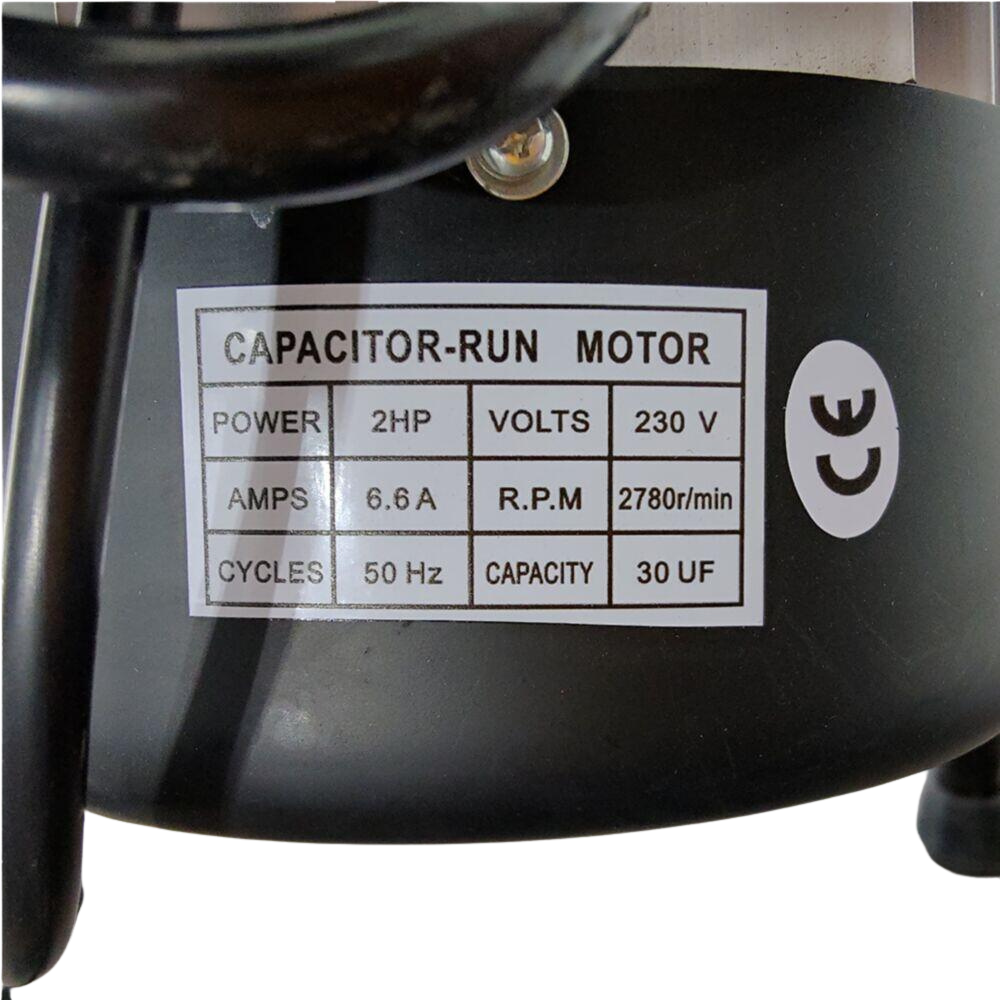 CAPACITOR-RUN MOTOR
POWER 2HP VOLTS 230 V
AMPS 6.6 A R.P.M 2780r/min
CYCLES 50 Hz CAPACITY 30 UF
CE